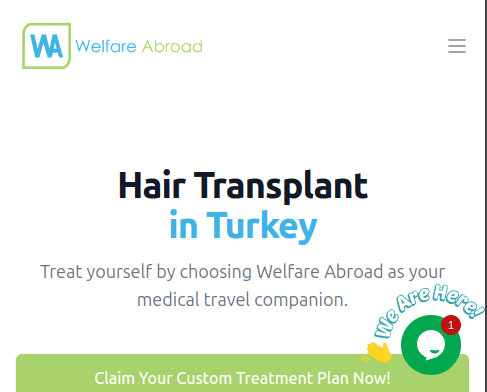 WA Welfare Abroad
Hair Transplant
in Turkey
Treat yourself by choosing Welfare Abroad as your
medical travel companion.
We Are Here!
1
Claim Your Custom Treatment Plan Now!